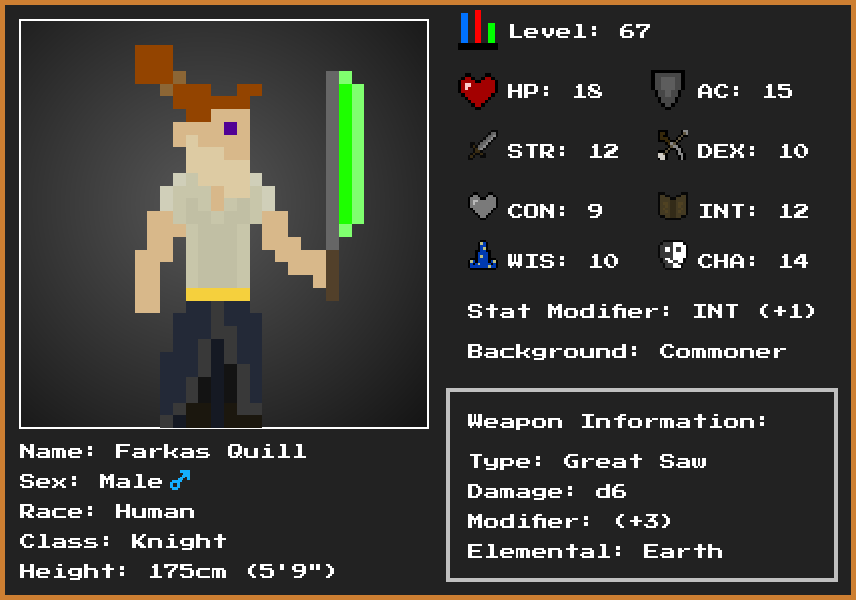 Level: 67
HP: 18
AC: 15
STR: 12
DEX: 10
CON: 9
INT: 12
WIS: 10
CHA: 14
Stat Modifier: INT (+1)
Background: Commoner
Name: Farkas Quill
Sex: Male♂
Race: Human
Class: Knight
Height: 175cm (5'9")
Weapon Information:
Type: Great Saw
Damage: d6
Modifier: (+3)
Elemental: Earth